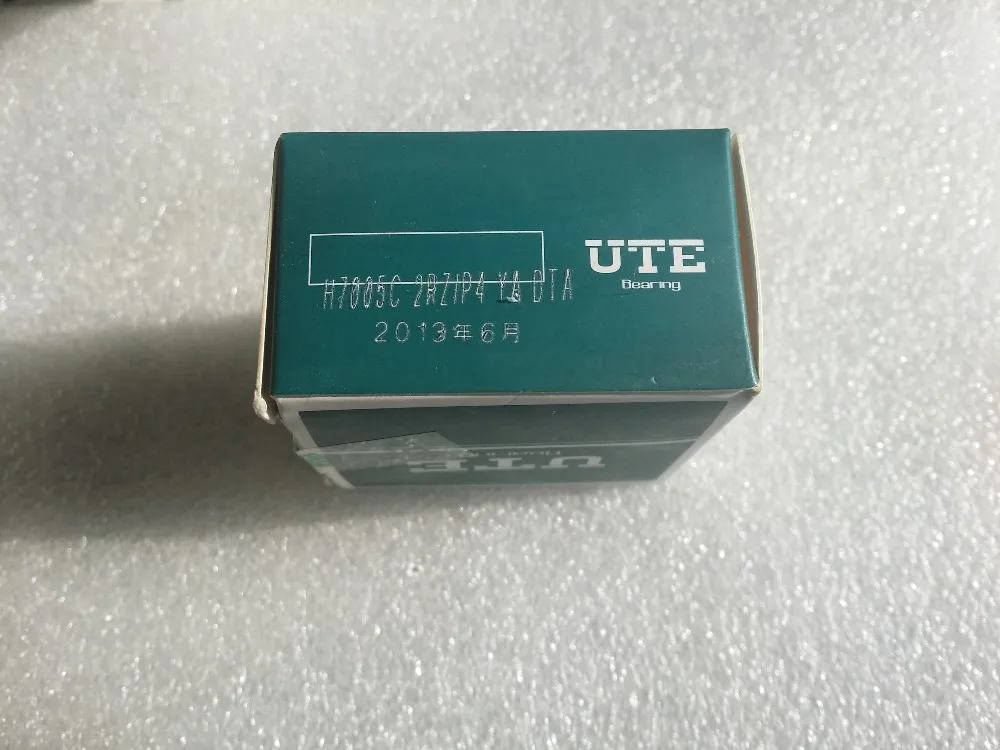 H7005C-2RZ/P4 YA DTA
2013年6月
UTE
Bearing
UTE